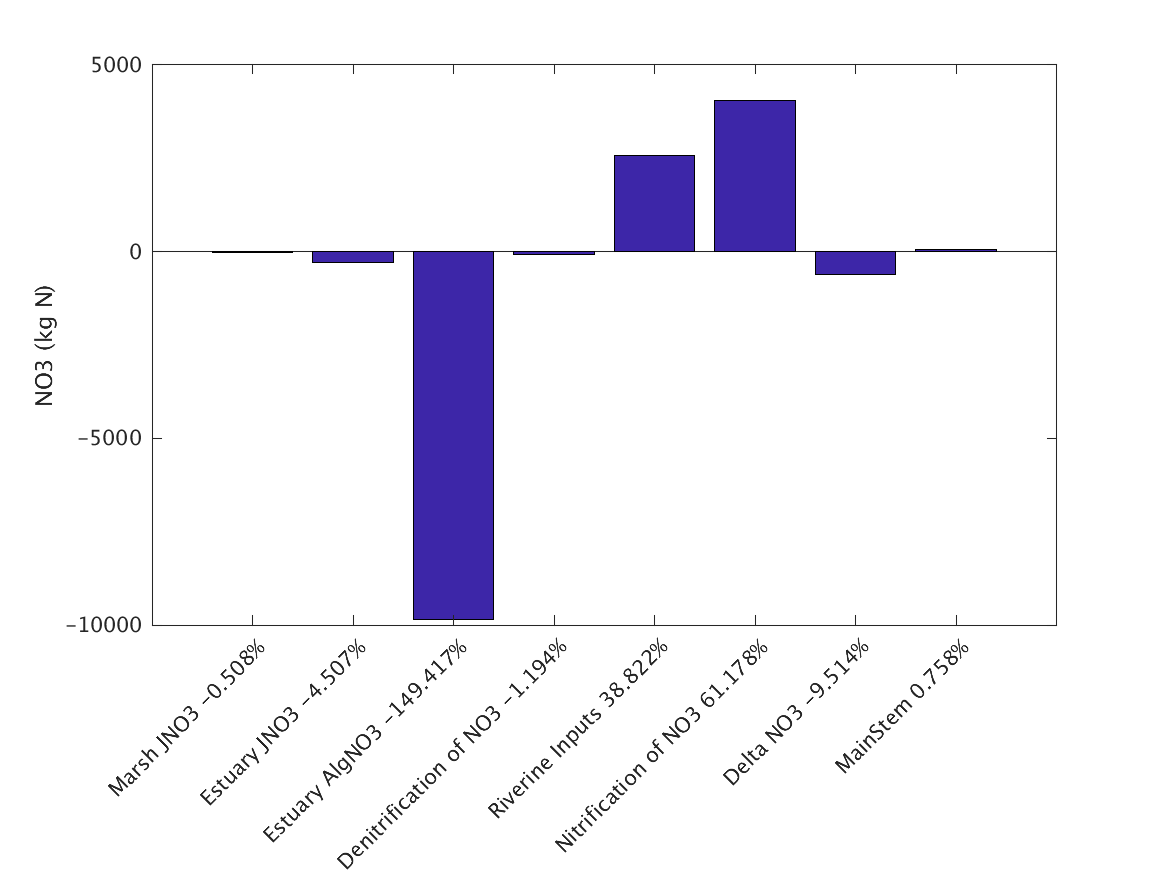 5000
0
−5000
−10000
NO3 (kg N)
Marsh JNO3 −0.508%
Estuary JNO3 −4.507%
Estuary AlgNO3 −149.417%
Denitrification of NO3 −1.194%
Riverine Inputs 38.822%
Nitrification of NO3 61.178%
Delta NO3 −9.514%
MainStem 0.758%